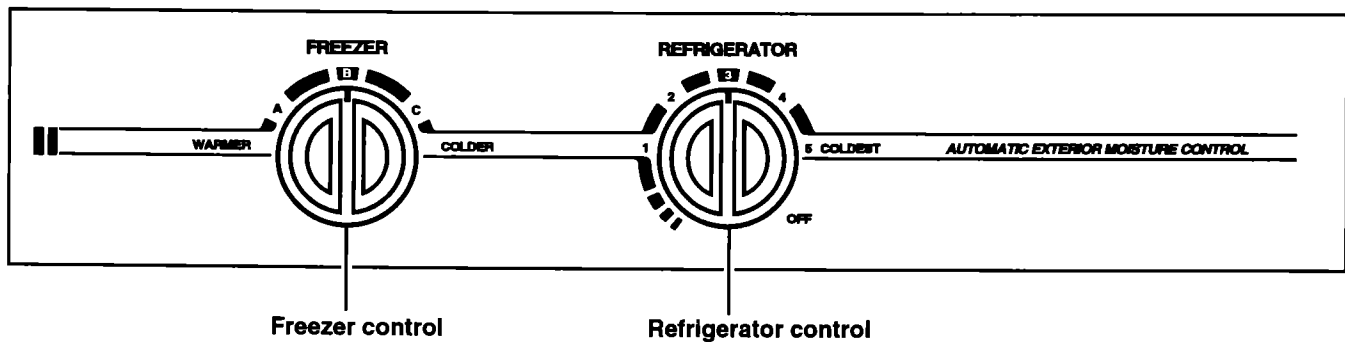 FREEZER
A B C
WARMER
COLDER
REFRIGERATOR
1 2 3 4 5
COLDEST
OFF
AUTOMATIC EXTERIOR MOISTURE CONTROL
Freezer control
Refrigerator control